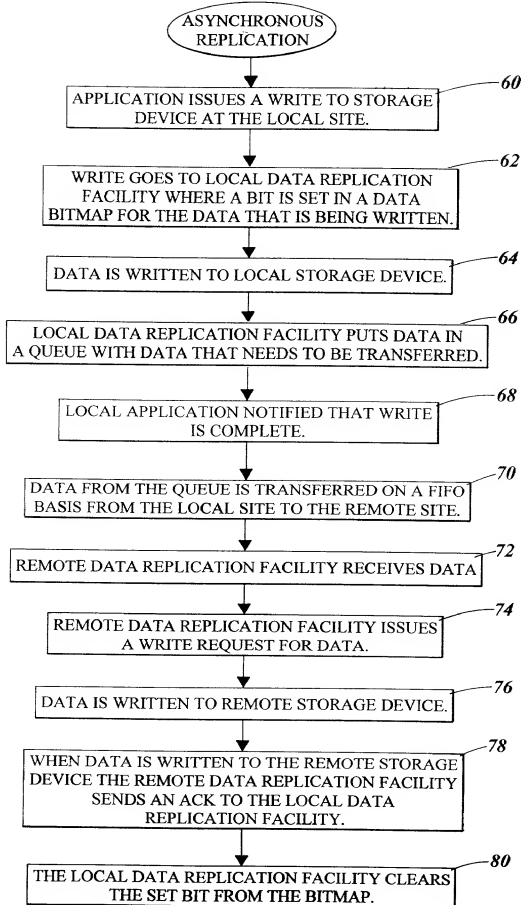 ASYNCHRONOUS
REPLICATION
60
APPLICATION ISSUES A WRITE TO STORAGE
DEVICE AT THE LOCAL SITE.
62
WRITE GOES TO LOCAL DATA REPLICATION
FACILITY WHERE A BIT IS SET IN A DATA
BITMAP FOR THE DATA THAT IS BEING WRITTEN.
64
DATA IS WRITTEN TO LOCAL STORAGE DEVICE.
66
LOCAL DATA REPLICATION FACILITY PUTS DATA IN
A QUEUE WITH DATA THAT NEEDS TO BE TRANSFERRED.
68
LOCAL APPLICATION NOTIFIED THAT WRITE
IS COMPLETE.
70
DATA FROM THE QUEUE IS TRANSFERRED ON A FIFO
BASIS FROM THE LOCAL SITE TO THE REMOTE SITE.
72
REMOTE DATA REPLICATION FACILITY RECEIVES DATA
74
REMOTE DATA REPLICATION FACILITY ISSUES
A WRITE REQUEST FOR DATA.
76
DATA IS WRITTEN TO REMOTE STORAGE DEVICE.
78
WHEN DATA IS WRITTEN TO THE REMOTE STORAGE
DEVICE THE REMOTE DATA REPLICATION FACILITY
SENDS AN ACK TO THE LOCAL DATA
REPLICATION FACILITY.
80
THE LOCAL DATA REPLICATION FACILITY CLEARS
THE SET BIT FROM THE BITMAP.